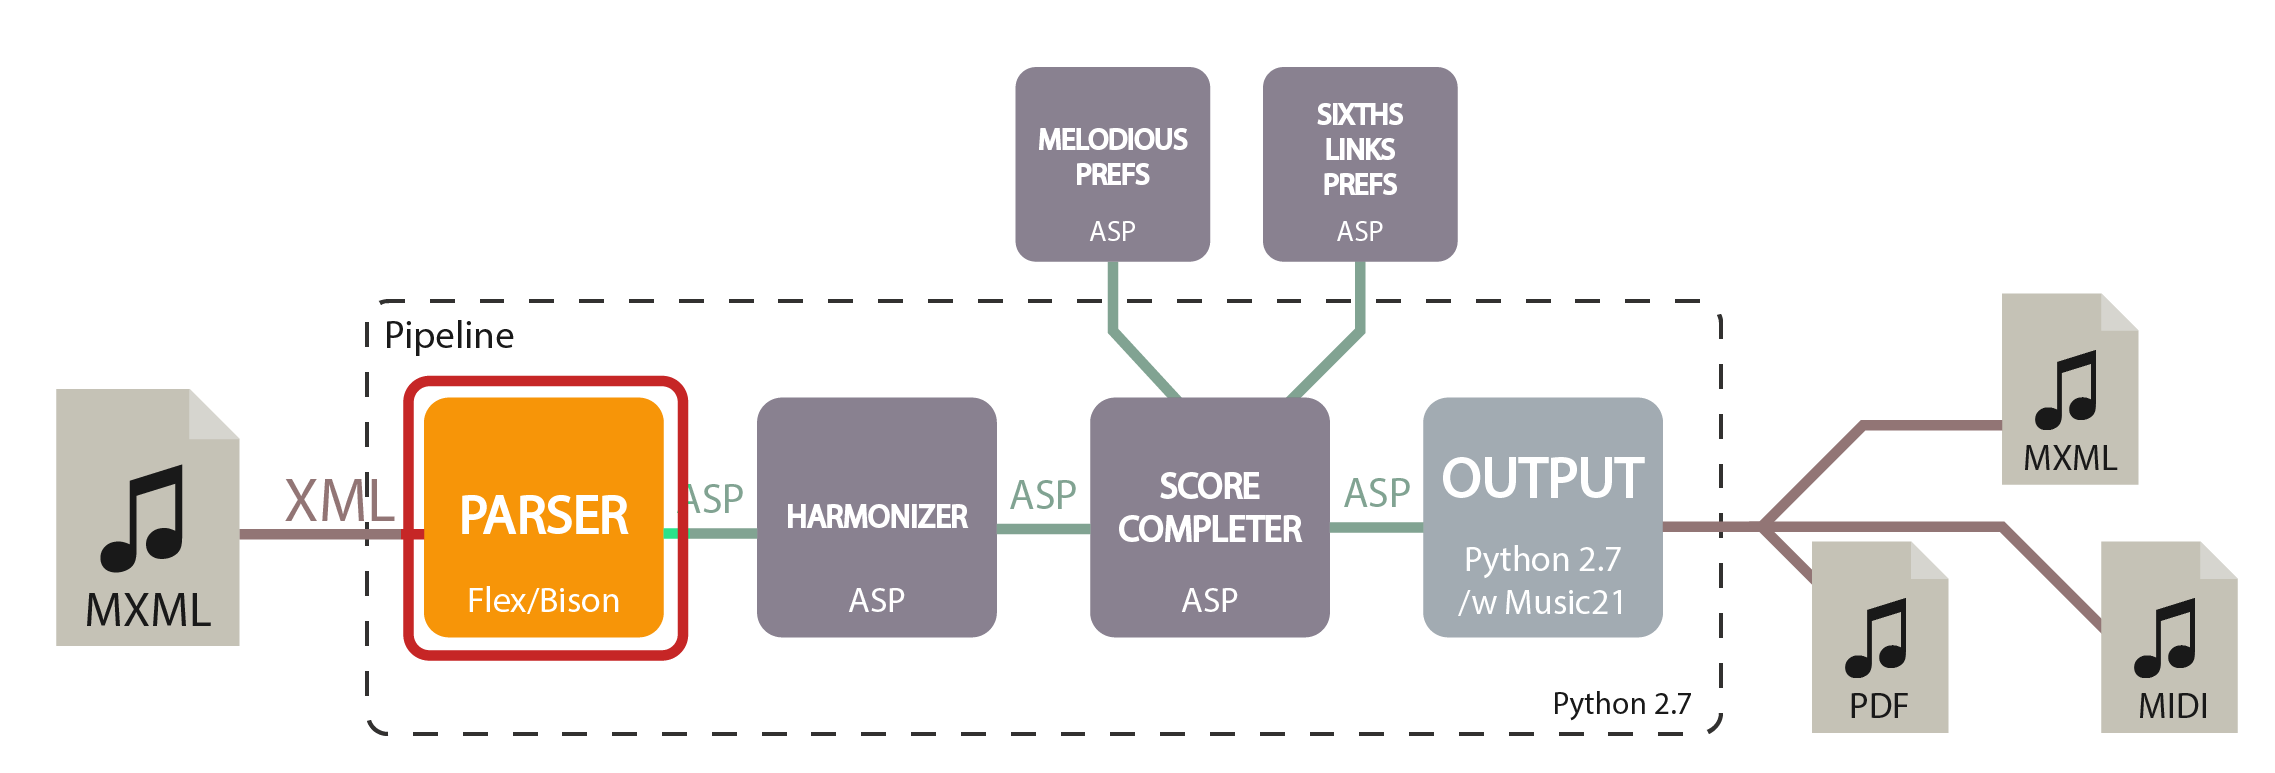 MELODIOUS
PREFS
ASP
SIXTHS
LINKS
PREFS
ASP
Pipeline
MXML
XML
PARSER
Flex/Bison
ASP
HARMONIZER
ASP
ASP
SCORE
COMPLETER
ASP
ASP
OUTPUT
Python 2.7
/w Music21
Python 2.7
MXML
PDF
MIDI